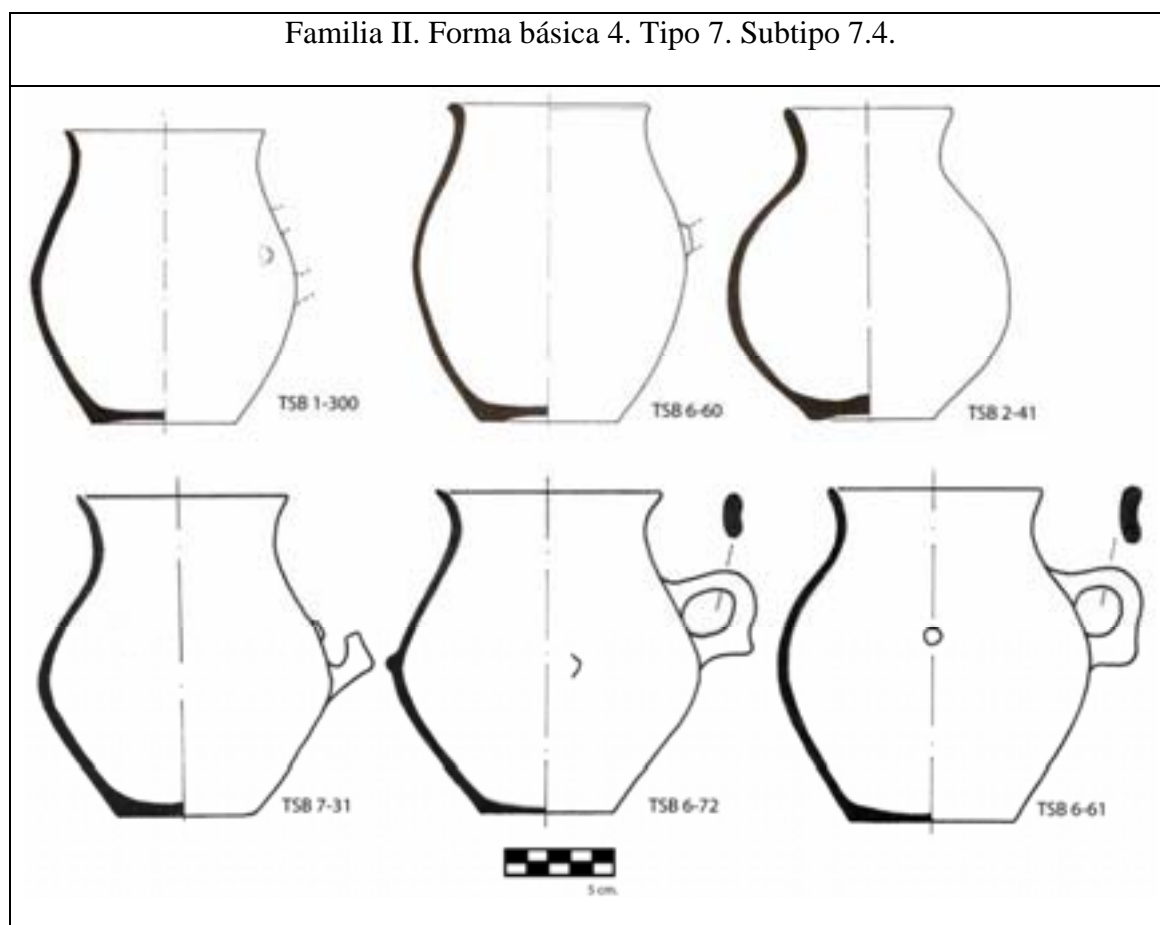 Familia II. Forma básica 4. Tipo 7. Subtipo 7.4.
TSB 1-300
TSB 6-60
TSB 2-41
TSB 7-31
TSB 6-72
TSB 6-61
5 cm.